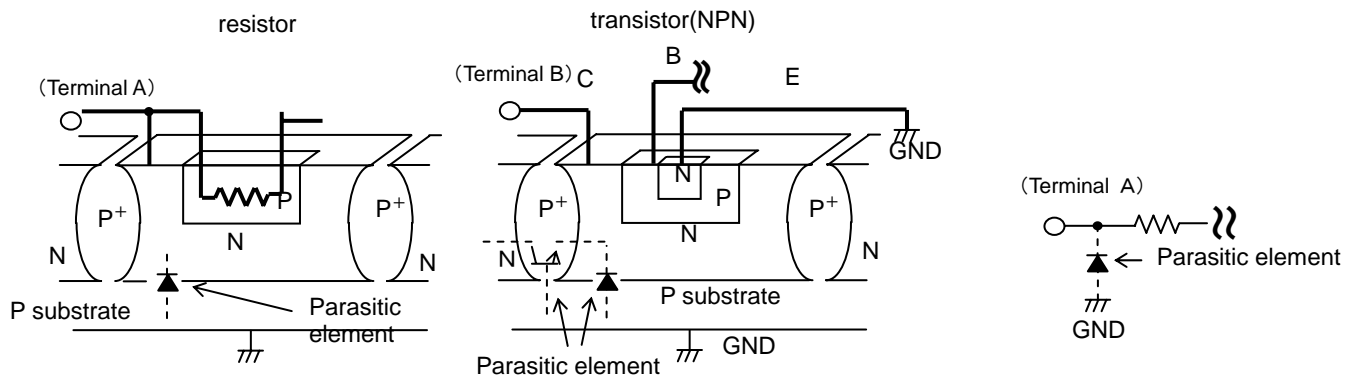 resistor
(Terminal A)
P+
P
P+
N
N
N
P substrate
Parasitic
element
transistor(NPN)
(Terminal B)
C
B
E
GND
P+
N
P
P+
N
N
N
P substrate
GND
Parasitic element
(Terminal A)
Parasitic element
GND